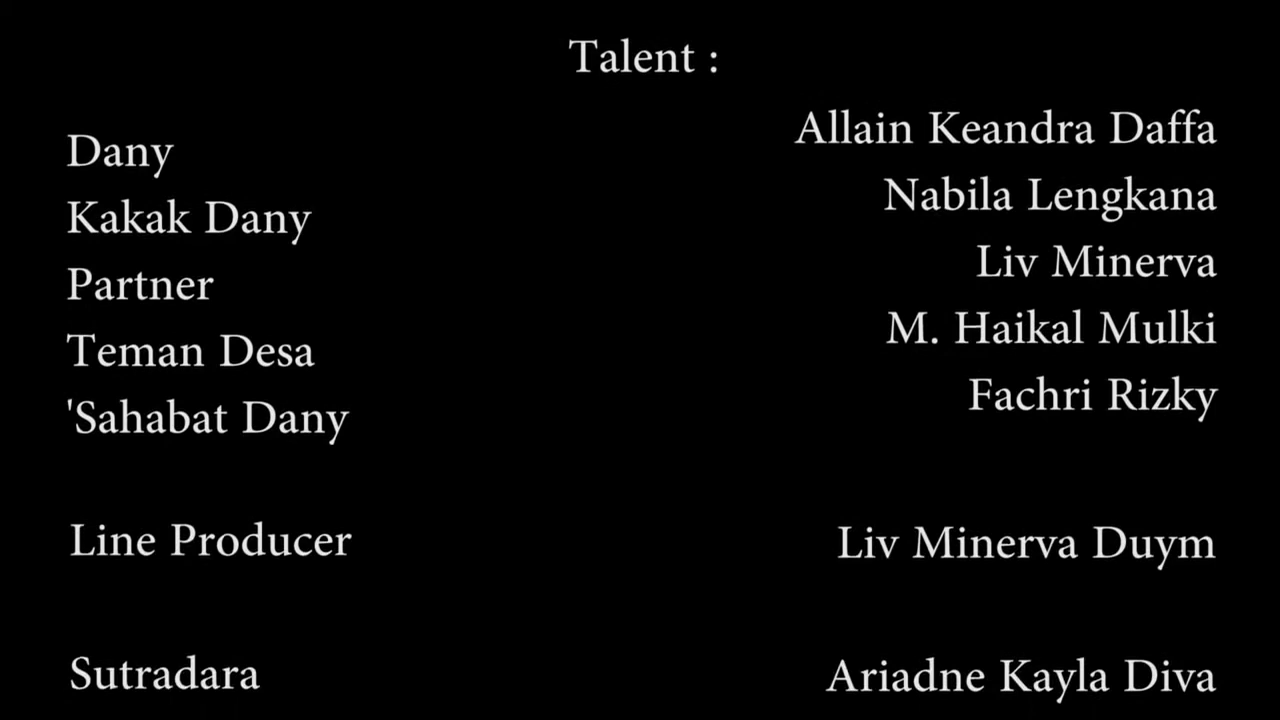 Talent :
Dany Allain Keandra Daffa
Kakak Dany Nabila Lengkana
Partner Liv Minerva
Teman Desa M. Haikal Mulki
'Sahabat Dany Fachri Rizky
Line Producer Liv Minerva Duym
Sutradara Ariadne Kayla Diva